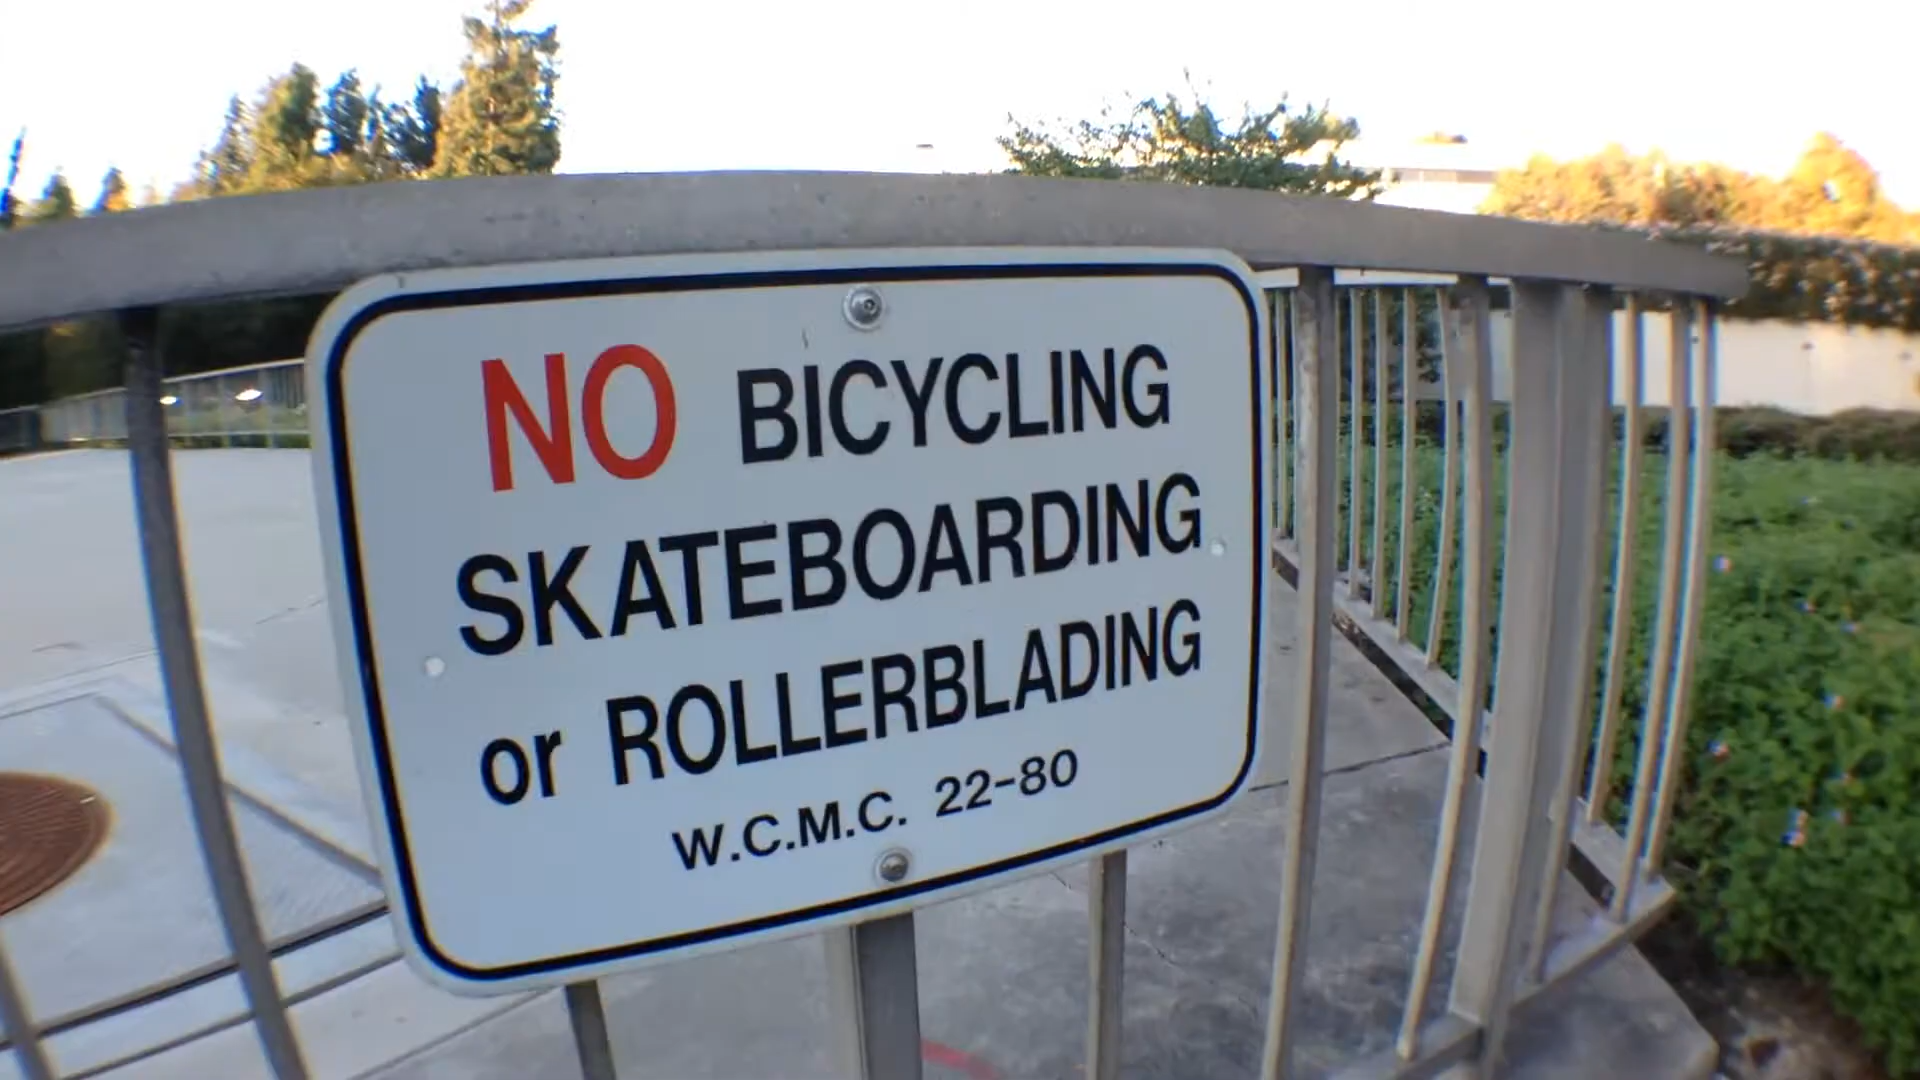 NO BICYCLING
SKATEBOARDING
or ROLLERBLADING
W.C.M.C. 22-80